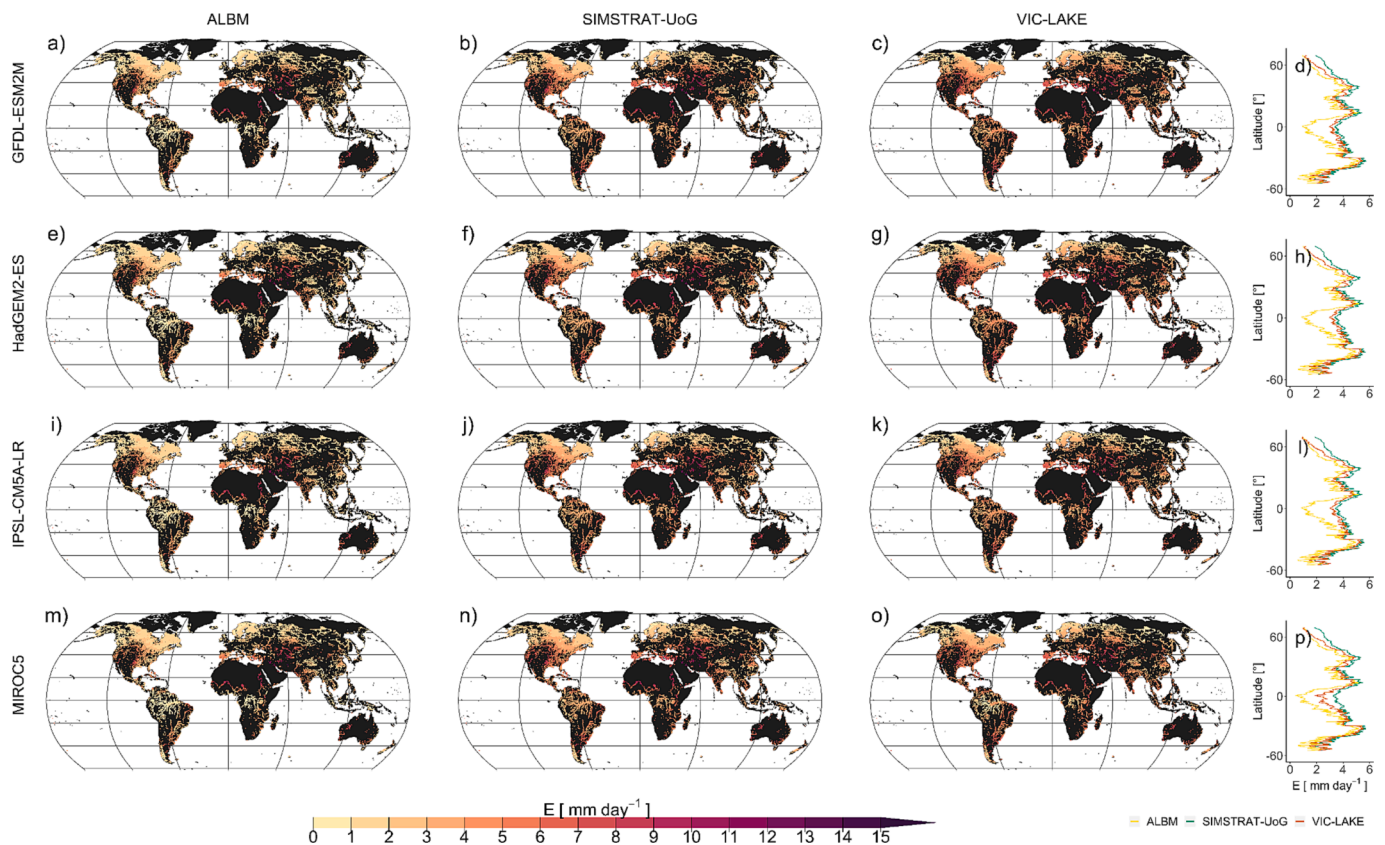 ALBM SIMSTRAT-UoG VIC-LAKE
GFDL-ESM2M
a) b) c) d)
Latitude [°]
60
0
-60
0 2 4 6
HadGEM2-ES
e) f) g) h)
Latitude [°]
60
0
-60
0 2 4 6
IPSL-CM5A-LR
i) j) k) l)
Latitude [°]
60
0
-60
0 2 4 6
MIROC5
m) n) o) p)
Latitude [°]
60
0
-60
0 2 4 6
E [ mm day⁻¹]
E [ mm day⁻¹ ]
0 1 2 3 4 5 6 7 8 9 10 11 12 13 14 15
ALBM SIMSTRAT-UoG VIC-LAKE